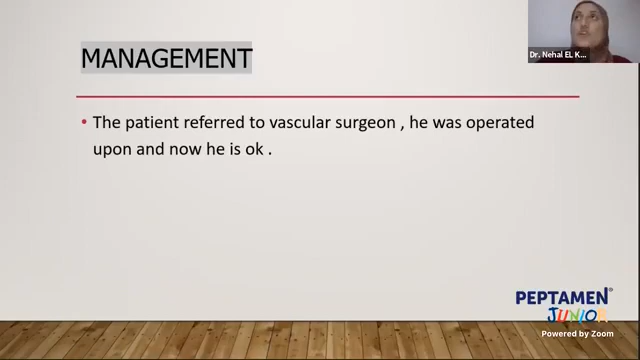 Dr. Nehal EL K...
MANAGEMENT
• The patient referred to vascular surgeon , he was operated
upon and now he is ok .
PEPTAMEN®
JUNIOR
Powered by Zoom